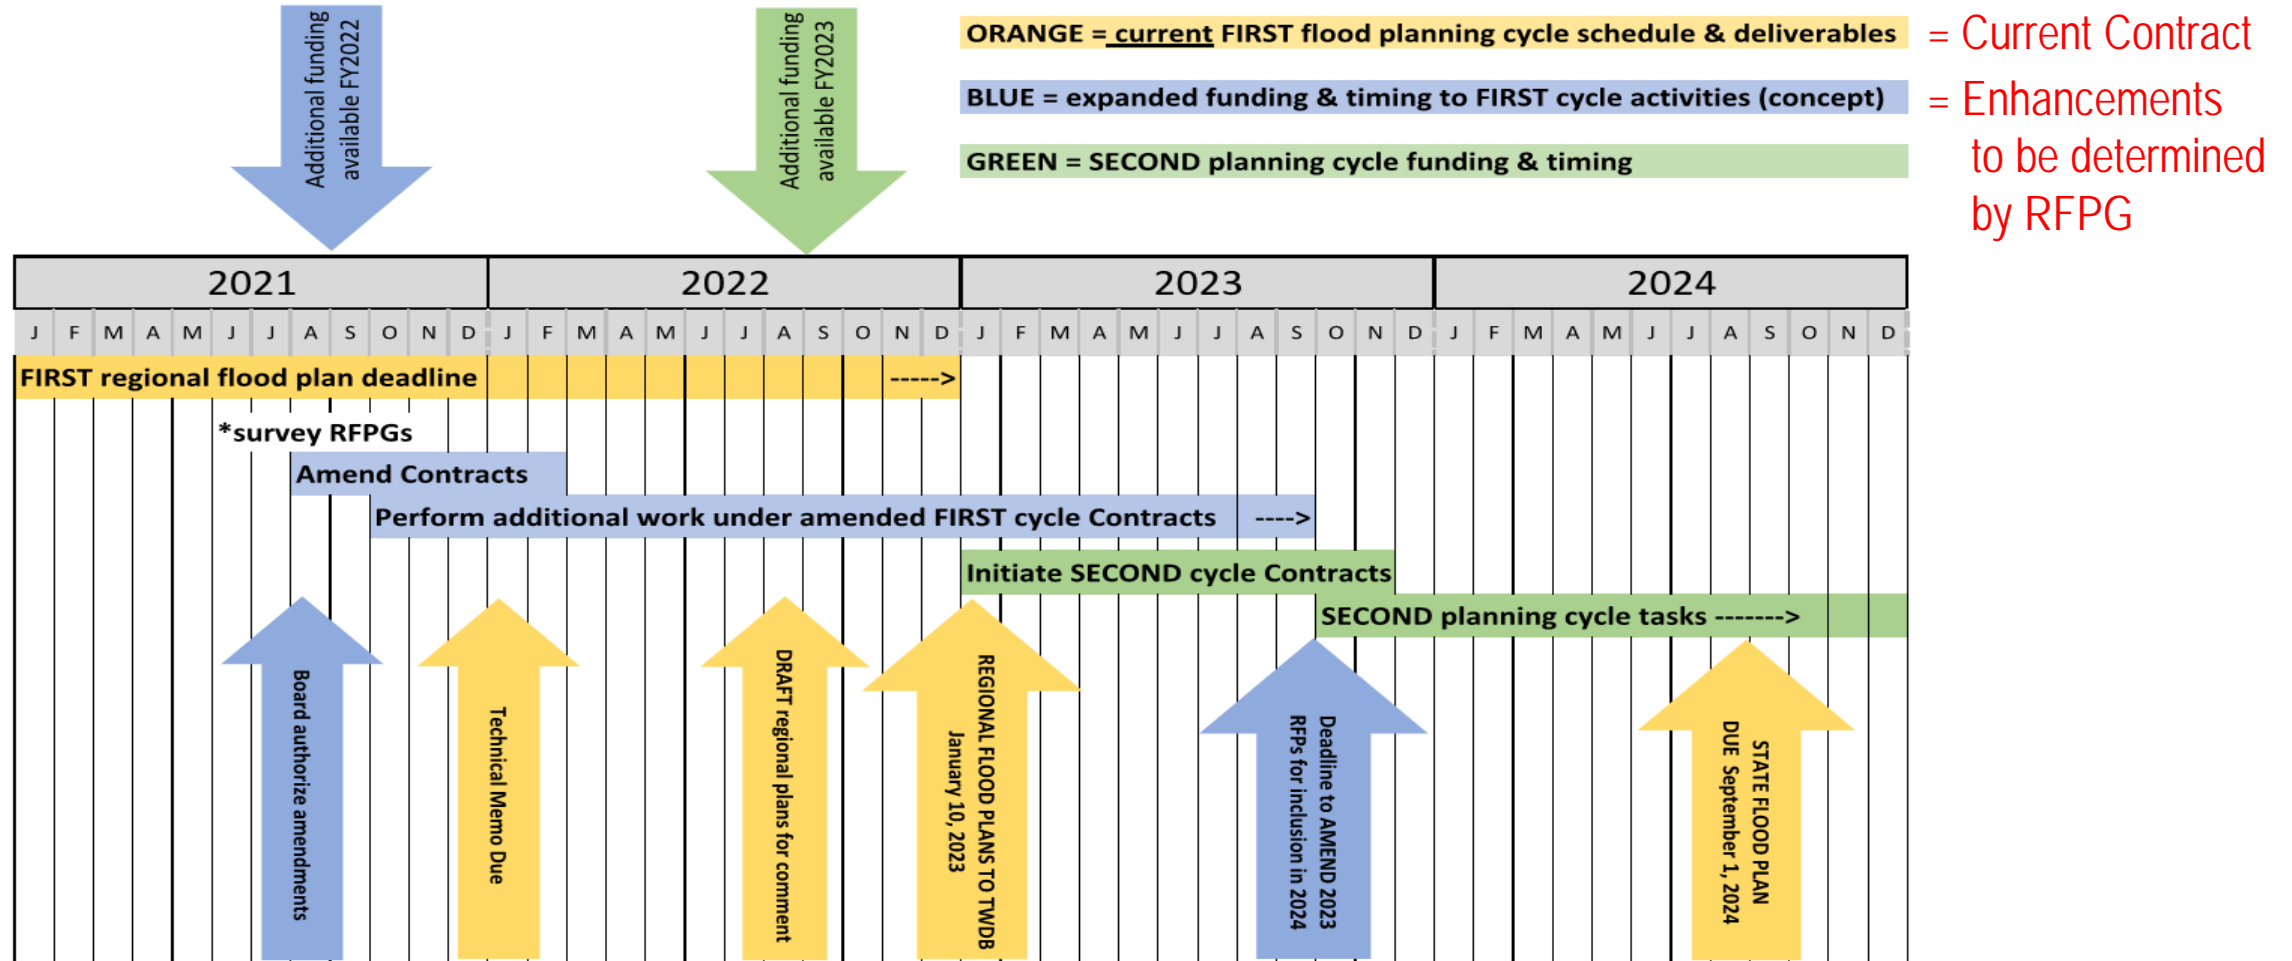 Additional funding
available FY2022
Additional funding
available FY2023
ORANGE = current FIRST flood planning cycle schedule & deliverables
= Current Contract
BLUE = expanded funding & timing to FIRST cycle activities (concept)
= Enhancements
to be determined
by RFPG
GREEN = SECOND planning cycle funding & timing
2021 2022 2023 2024
J F M A M J J A S O N D J F M A M J J A S O N D J F M A M J J A S O N D J F M A M J J A S O N D
FIRST regional flood plan deadline ----->
*survey RFPGs
Amend Contracts
Perform additional work under amended FIRST cycle Contracts ---->
Initiate SECOND cycle Contracts
SECOND planning cycle tasks ------->
Board authorize amendments
Technical Memo Due
DRAFT regional plans for comment
REGIONAL FLOOD PLANS TO TWDB
January 10, 2023
Deadline to AMEND 2023
RFPs for inclusion in 2024
STATE FLOOD PLAN
DUE September 1, 2024